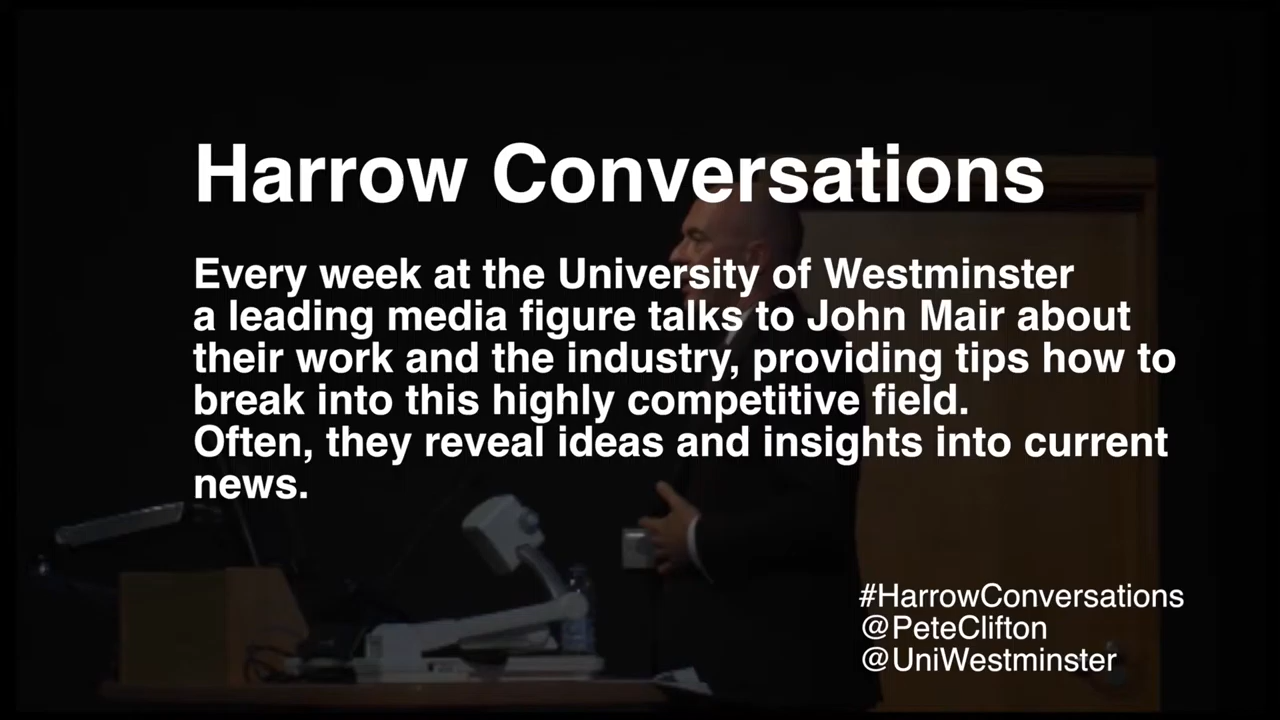 Harrow Conversations
Every week at the University of Westminster
a leading media figure talks to John Mair about
their work and the industry, providing tips how to
break into this highly competitive field.
Often, they reveal ideas and insights into current
news.
#HarrowConversations
@PeteClifton
@UniWestminster